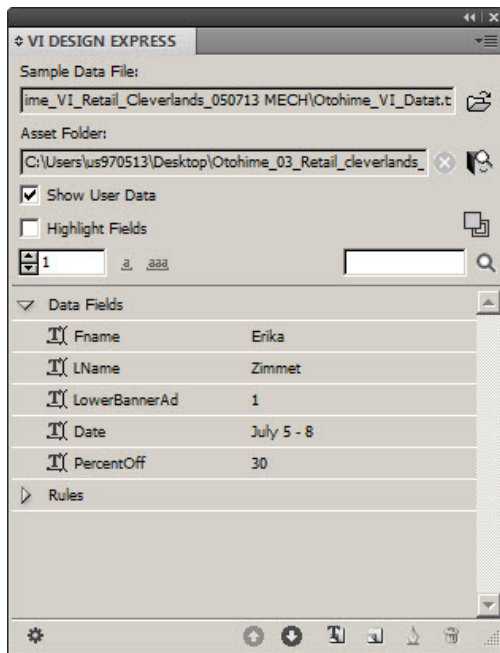 VI DESIGN EXPRESS
Sample Data File:
ime_VI_Retail_Cleverlands_050713 MECH\Otohime_VI_Datat.t
Asset Folder:
C:\Users\us970513\Desktop\Otohime_03_Retail_cleverlands_
Show User Data
Highlight Fields
1 a aaa
Data Fields
Fname Erika
LName Zimmet
LowerBannerAd 1
Date July 5 - 8
PercentOff 30
Rules